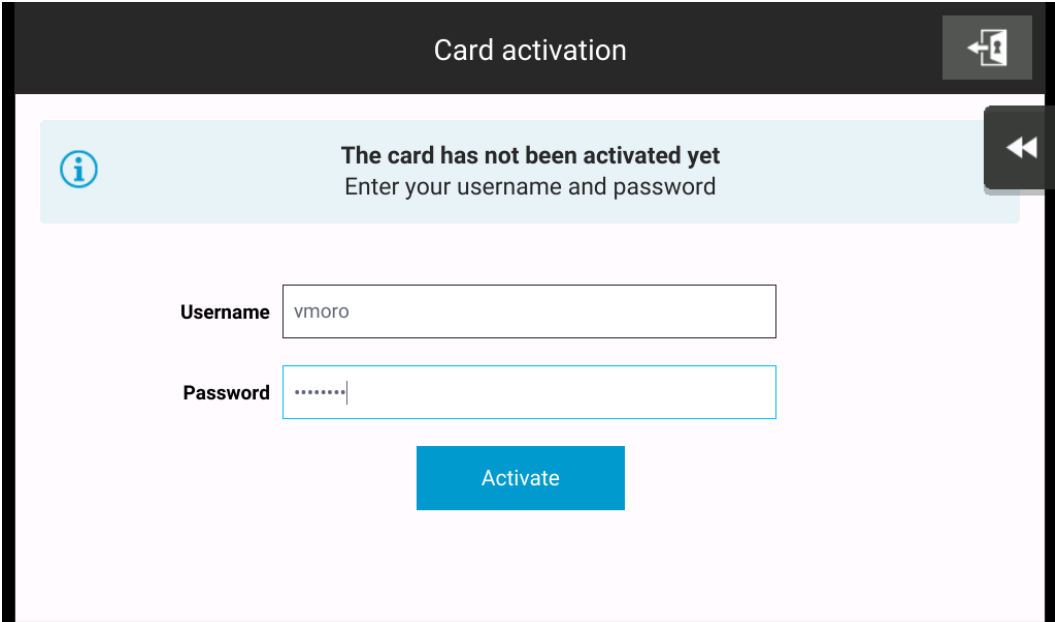 Card activation
The card has not been activated yet
Enter your username and password
Username
vmoro
Password
••••••••
Activate